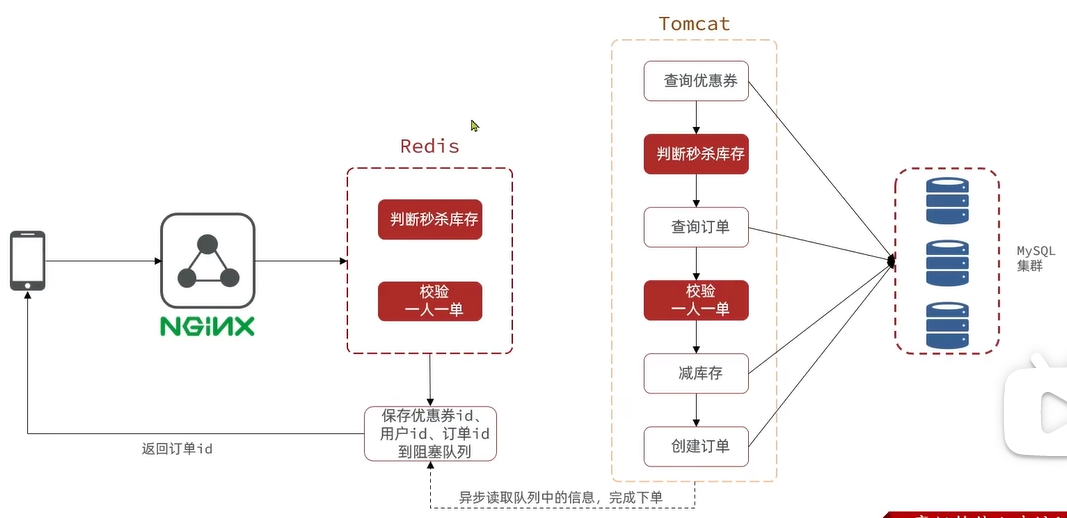 Tomcat
查询优惠券
Redis
判断秒杀库存
判断秒杀库存
查询订单
MySQL
集群
校验
一人一单
校验
一人一单
NGINX
减库存
保存优惠券id、
用户id、订单id
到阻塞队列
返回订单id
创建订单
异步读取队列中的信息，完成下单